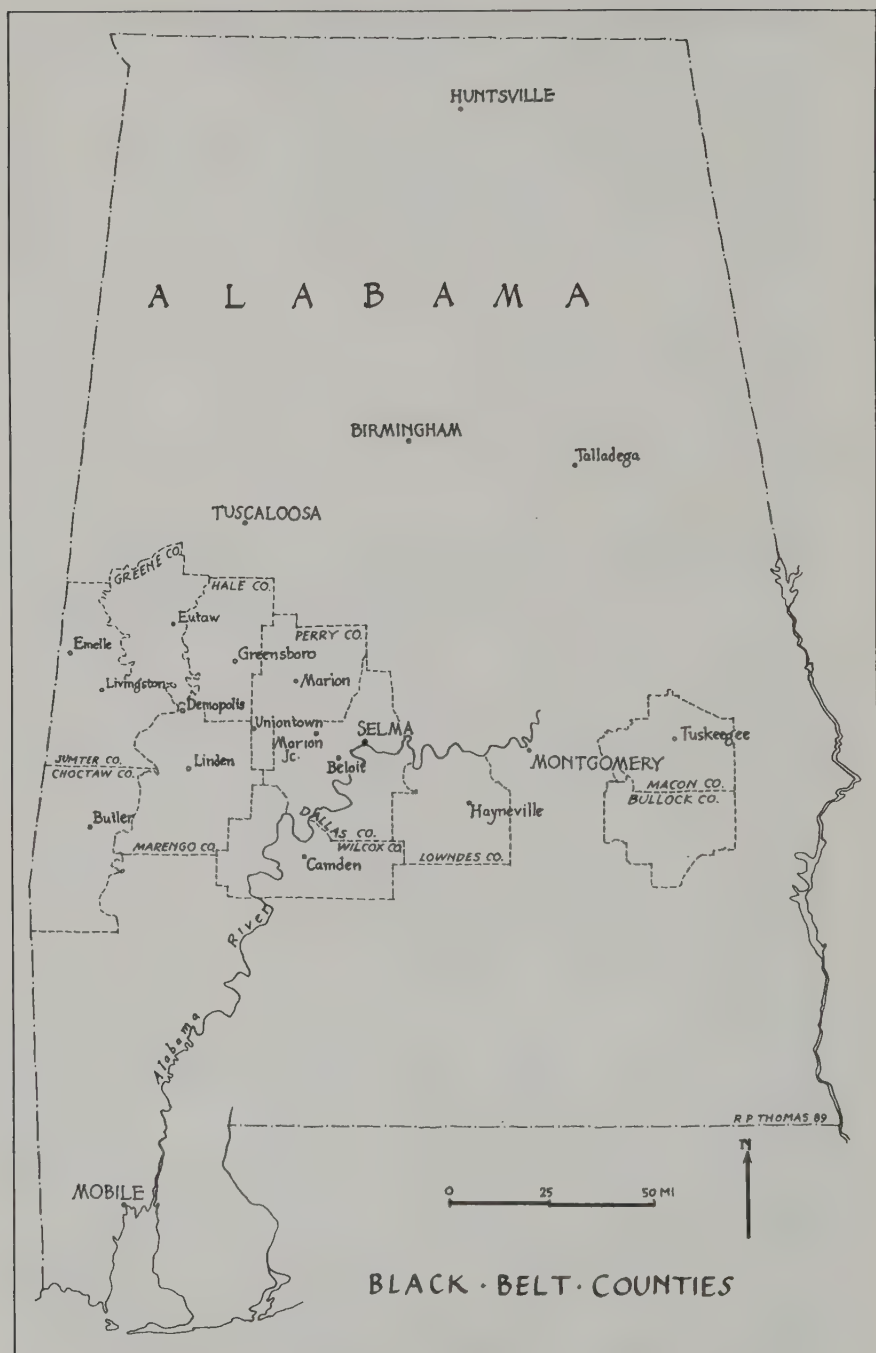 HUNTSVILLE
ALABAMA
BIRMINGHAM
Talladega
TUSCALOOSA
GREENE CO.
HALE CO.
Eutaw
PERRY CO.
Emelle
Greensboro
Marion
Livingston
Demopolis
Uniontown
SELMA
Tuskeegee
Marion
Jc.
MONTGOMERY
Beloit
Linden
SUMTER CO.
CHOCTAW CO.
MACON CO.
BULLOCK CO.
Hayneville
Butler
DALLAS CO.
MARENGO CO.
WILCOX CO.
LOWNDES CO.
Camden
Alabama River
R P THOMAS 89
N
MOBILE
0 25 50 MI
BLACK · BELT · COUNTIES